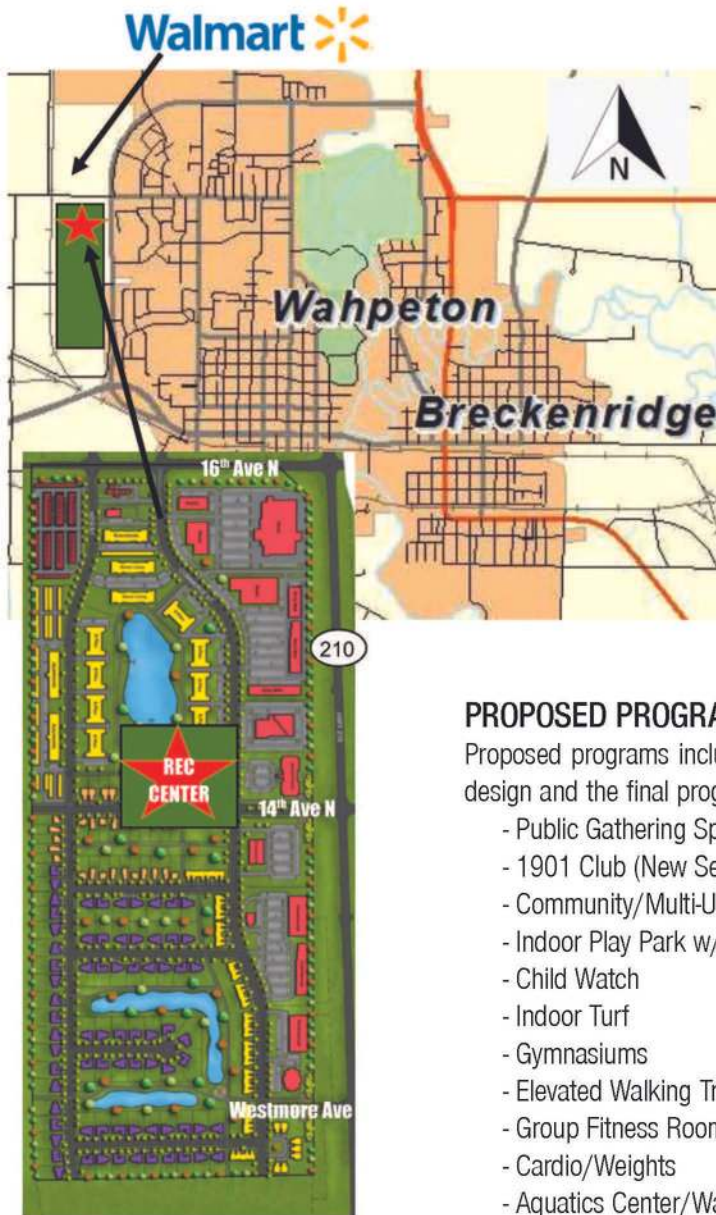 Walmart
N
Wahpeton
Breckenridge
16th Ave N
210
REC
CENTER
14th Ave N
Westmore Ave
PROPOSED PROGRA
Proposed programs inclu
design and the final prog
- Public Gathering Sp
- 1901 Club (New Se
- Community/Multi-U
- Indoor Play Park w/
- Child Watch
- Indoor Turf
- Gymnasiums
- Elevated Walking Tr
- Group Fitness Room
- Cardio/Weights
- Aquatics Center/Wa